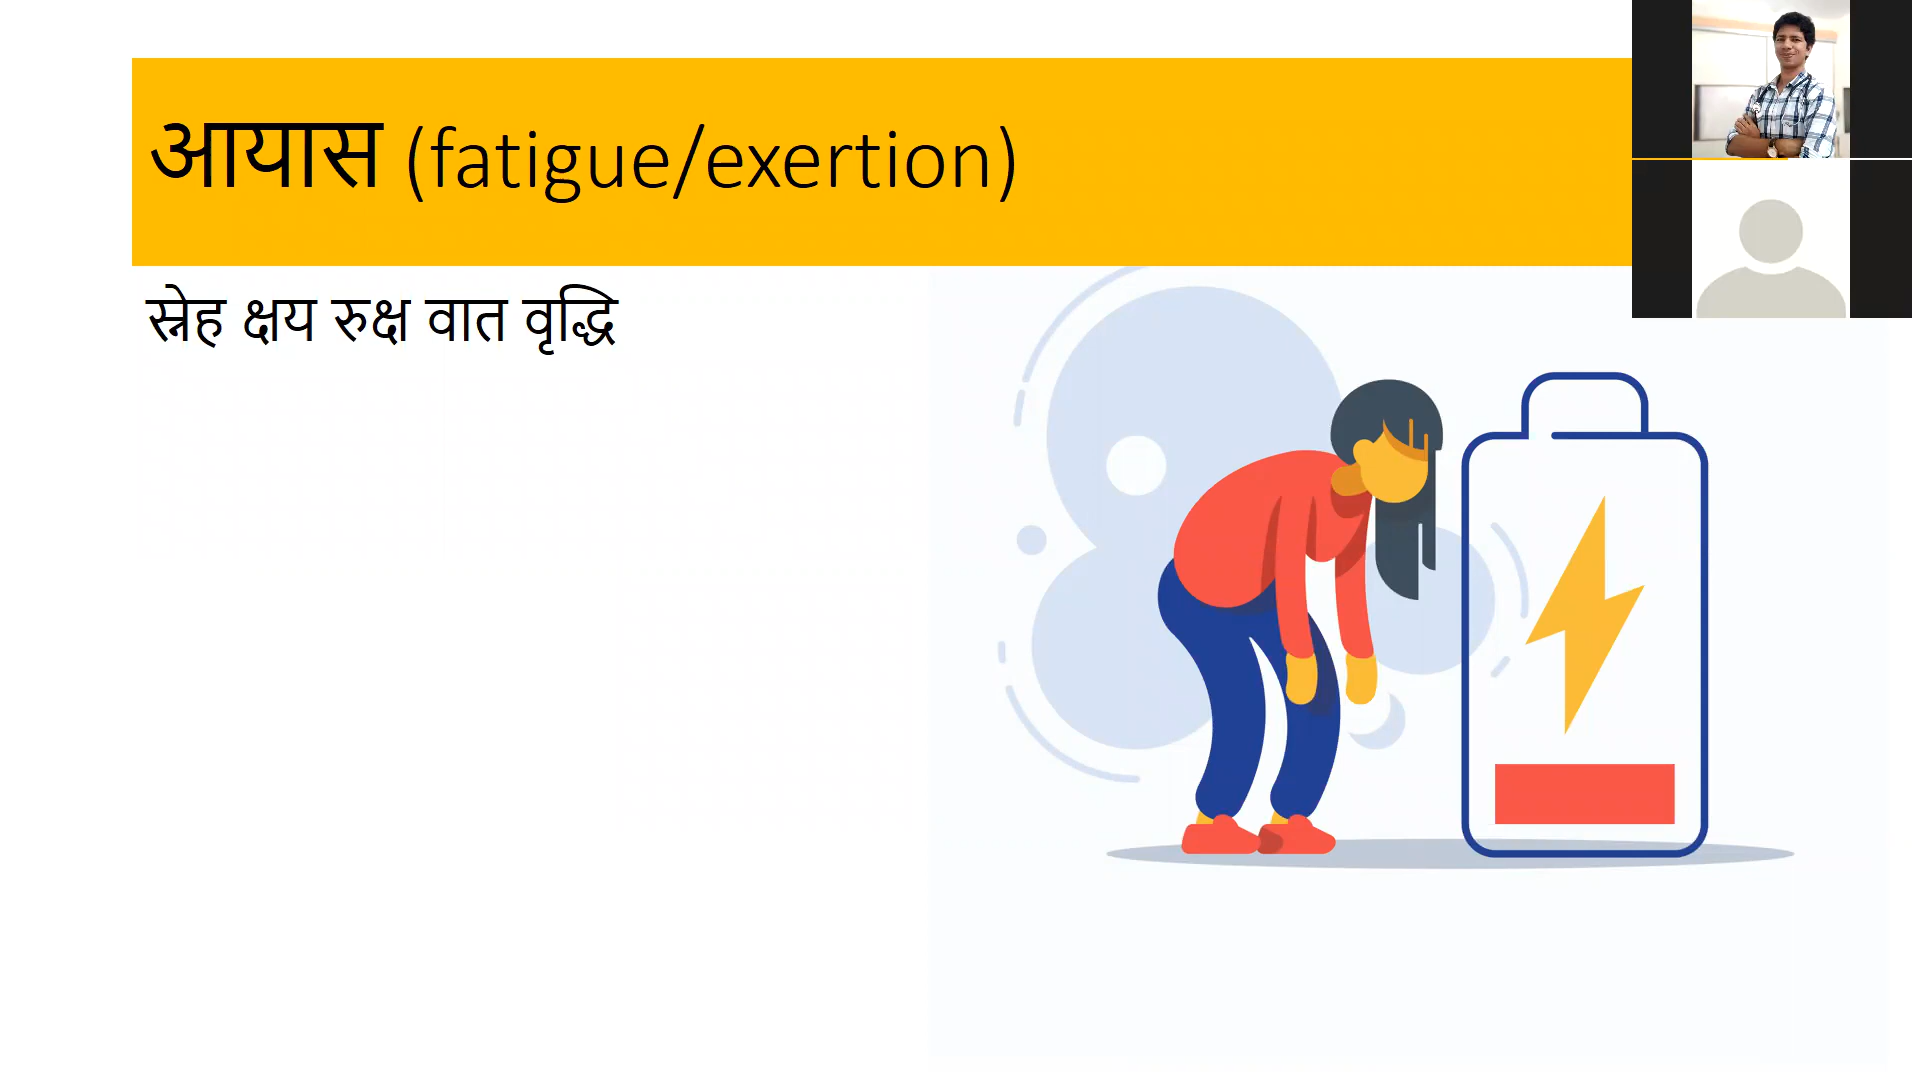 आयास (fatigue/exertion)
स्नेह क्षय रुक्ष वात वृद्धि